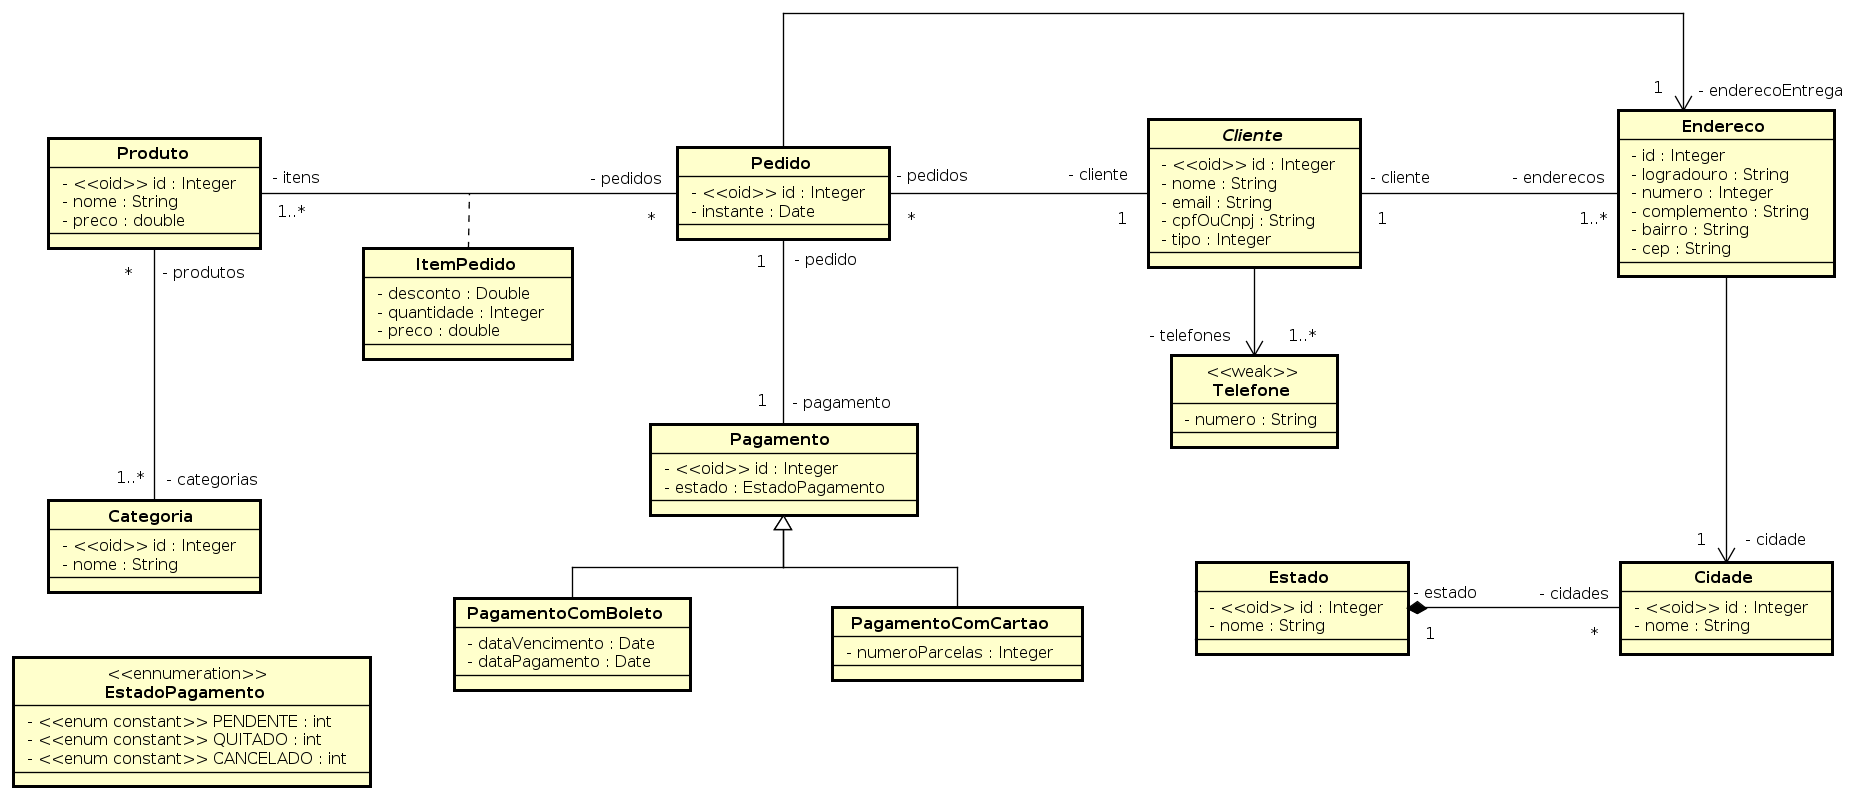 1
- enderecoEntrega
Produto
- <<oid>> id : Integer
- nome : String
- preco : double
- itens
1..*
- pedidos
*
Pedido
- <<oid>> id : Integer
- instante : Date
- pedidos
*
- cliente
1
Cliente
- <<oid>> id : Integer
- nome : String
- email : String
- cpfOuCnpj : String
- tipo : Integer
- cliente
1
- enderecos
1..*
Endereco
- id : Integer
- logradouro : String
- numero : Integer
- complemento : String
- bairro : String
- cep : String
*
- produtos
ItemPedido
- desconto : Double
- quantidade : Integer
- preco : double
1
- pedido
- telefones
1..*
<<weak>>
Telefone
- numero : String
1
- pagamento
Pagamento
- <<oid>> id : Integer
- estado : EstadoPagamento
1..*
- categorias
Categoria
- <<oid>> id : Integer
- nome : String
1
- cidade
Estado
- <<oid>> id : Integer
- nome : String
- estado
1
- cidades
*
Cidade
- <<oid>> id : Integer
- nome : String
PagamentoComBoleto
- dataVencimento : Date
- dataPagamento : Date
PagamentoComCartao
- numeroParcelas : Integer
<<ennumeration>>
EstadoPagamento
- <<enum constant>> PENDENTE : int
- <<enum constant>> QUITADO : int
- <<enum constant>> CANCELADO : int